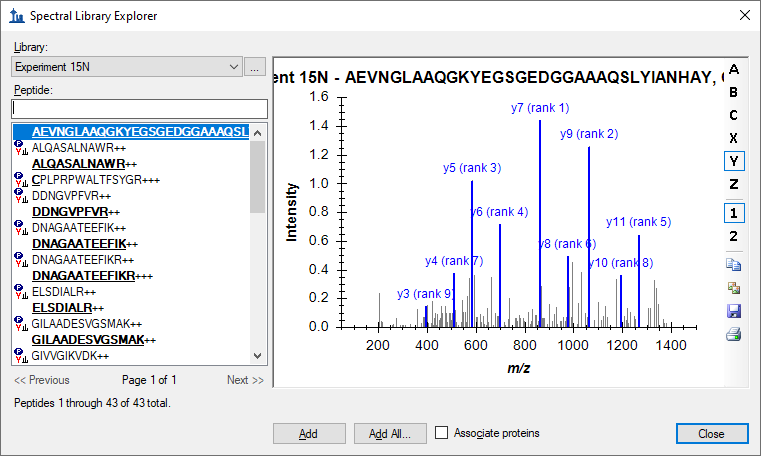 Spectral Library Explorer
Library:
Experiment 15N
...
Peptide:
AEVNGLAAQGKYEGSGEDGGAAAQSL
ALQASALNAWR++
ALQASALNAWR++
CPLPRPWALTFSYGR+++
DDNGVPFVR++
DDNGVPFVR++
DNAGAATEEFIK++
DNAGAATEEFIK++
DNAGAATEEFIKR++
DNAGAATEEFIKR+++
ELSDIALR++
ELSDIALR++
GILAADESVGSMAK++
GILAADESVGSMAK++
GIVVGIKVDK++
<< Previous Page 1 of 1 Next >>
Peptides 1 through 43 of 43 total.
ent 15N - AEVNGLAAQGKYEGSGEDGGAAAQSLYIANHAY,
Intensity
1.6
1.4
1.2
1.0
0.8
0.6
0.4
0.2
0.0
y7 (rank 1)
y9 (rank 2)
y5 (rank 3)
y6 (rank 4)
y11 (rank 5)
y8 (rank 6)
y4 (rank 7)
y10 (rank 8)
y3 (rank 9)
200 400 600 800 1000 1200 1400
m/z
A
B
C
X
Y
Z
1
2
Add
Add All...
Associate proteins
Close